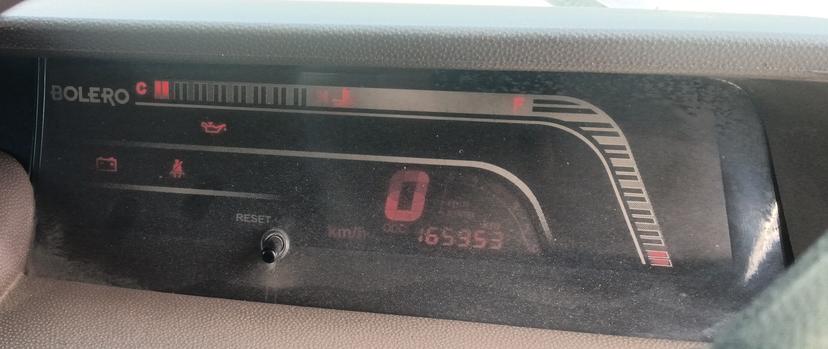 BOLERO C H F
RESET
0
km/h ODO 165353